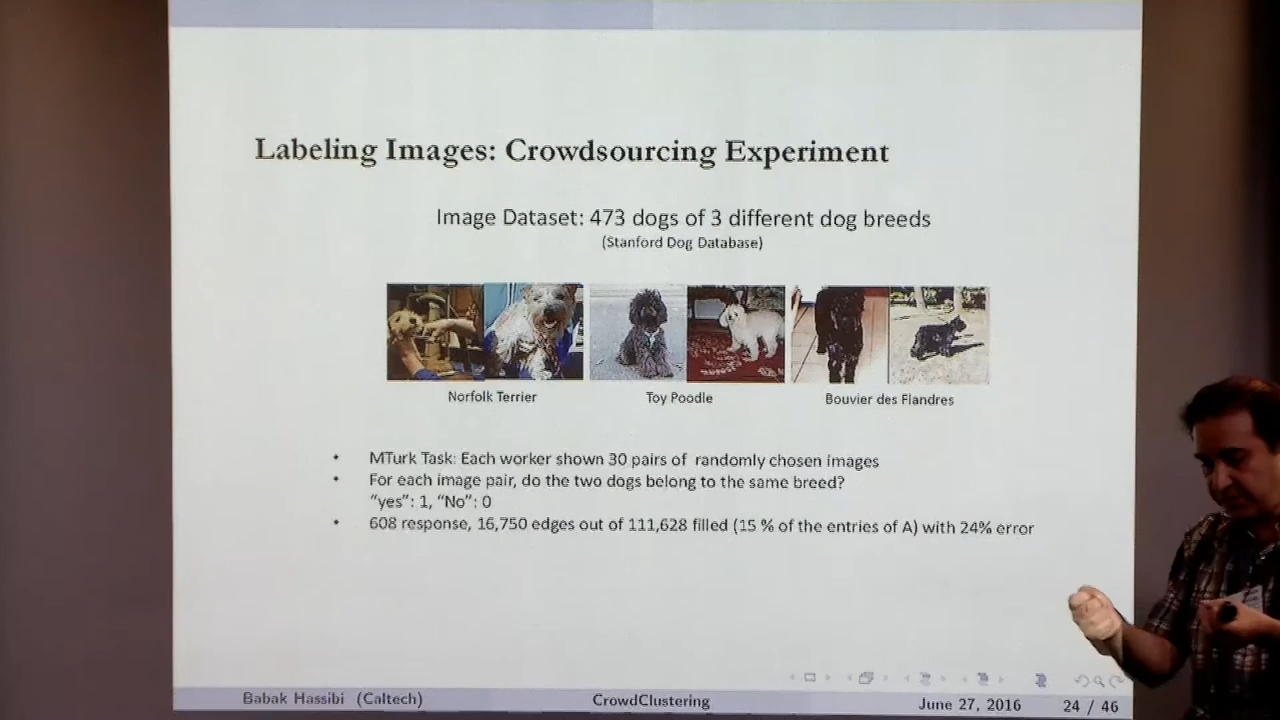 Labeling Images: Crowdsourcing Experiment
Image Dataset: 473 dogs of 3 different dog breeds
(Stanford Dog Database)
Norfolk Terrier
Toy Poodle
Bouvier des Flandres
• MTurk Task: Each worker shown 30 pairs of randomly chosen images
• For each image pair, do the two dogs belong to the same breed?
“yes”: 1, “No”: 0
• 608 response, 16,750 edges out of 111,628 filled (15 % of the entries of A) with 24% error
Babak Hassibi (Caltech)
CrowdClustering
June 27, 2016
24 / 46